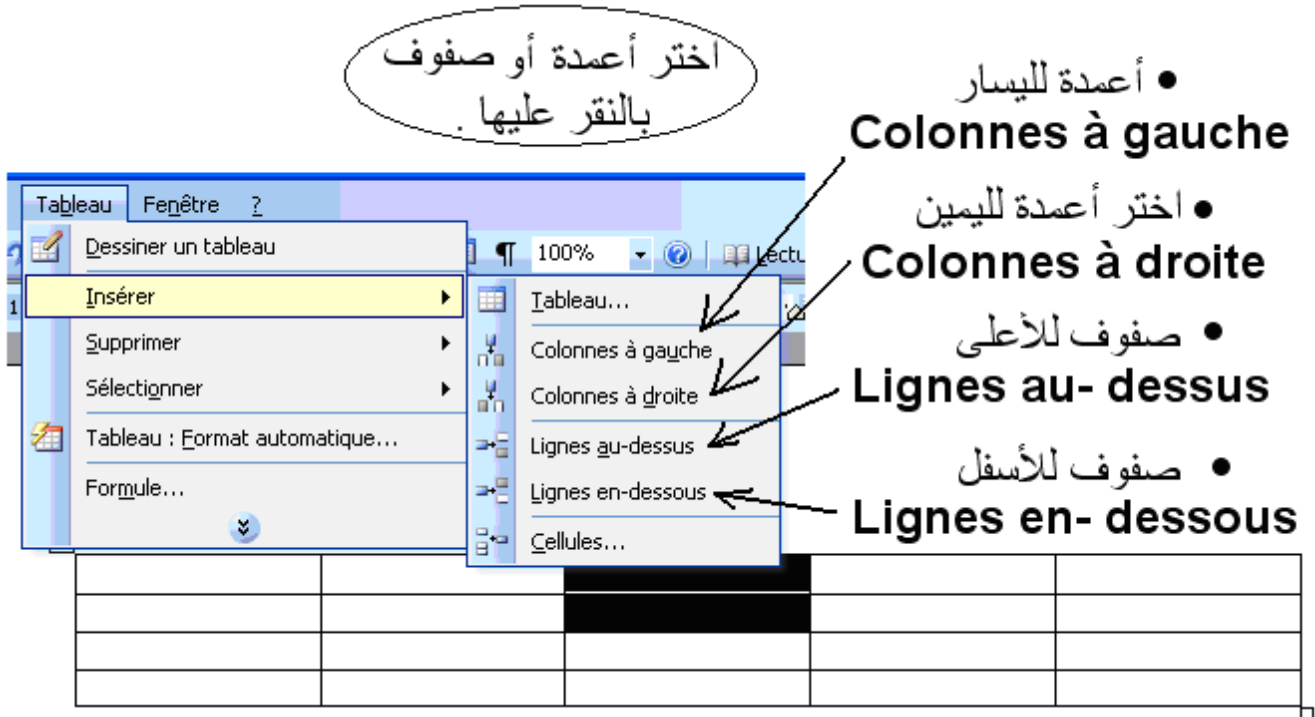 اختر أعمدة أو صفوف
بالنقر عليها .
• أعمدة لليسار
Colonnes à gauche
• اختر أعمدة لليمين
Colonnes à droite
• صفوف للأعلى
Lignes au- dessus
• صفوف للأسفل
Lignes en- dessous
Tableau Fenêtre ?
Dessiner un tableau
¶ 100% Lectu
Insérer
Supprimer
Sélectionner
Tableau : Format automatique...
Formule...
Tableau...
Colonnes à gauche
Colonnes à droite
Lignes au-dessus
Lignes en-dessous
Cellules...
1